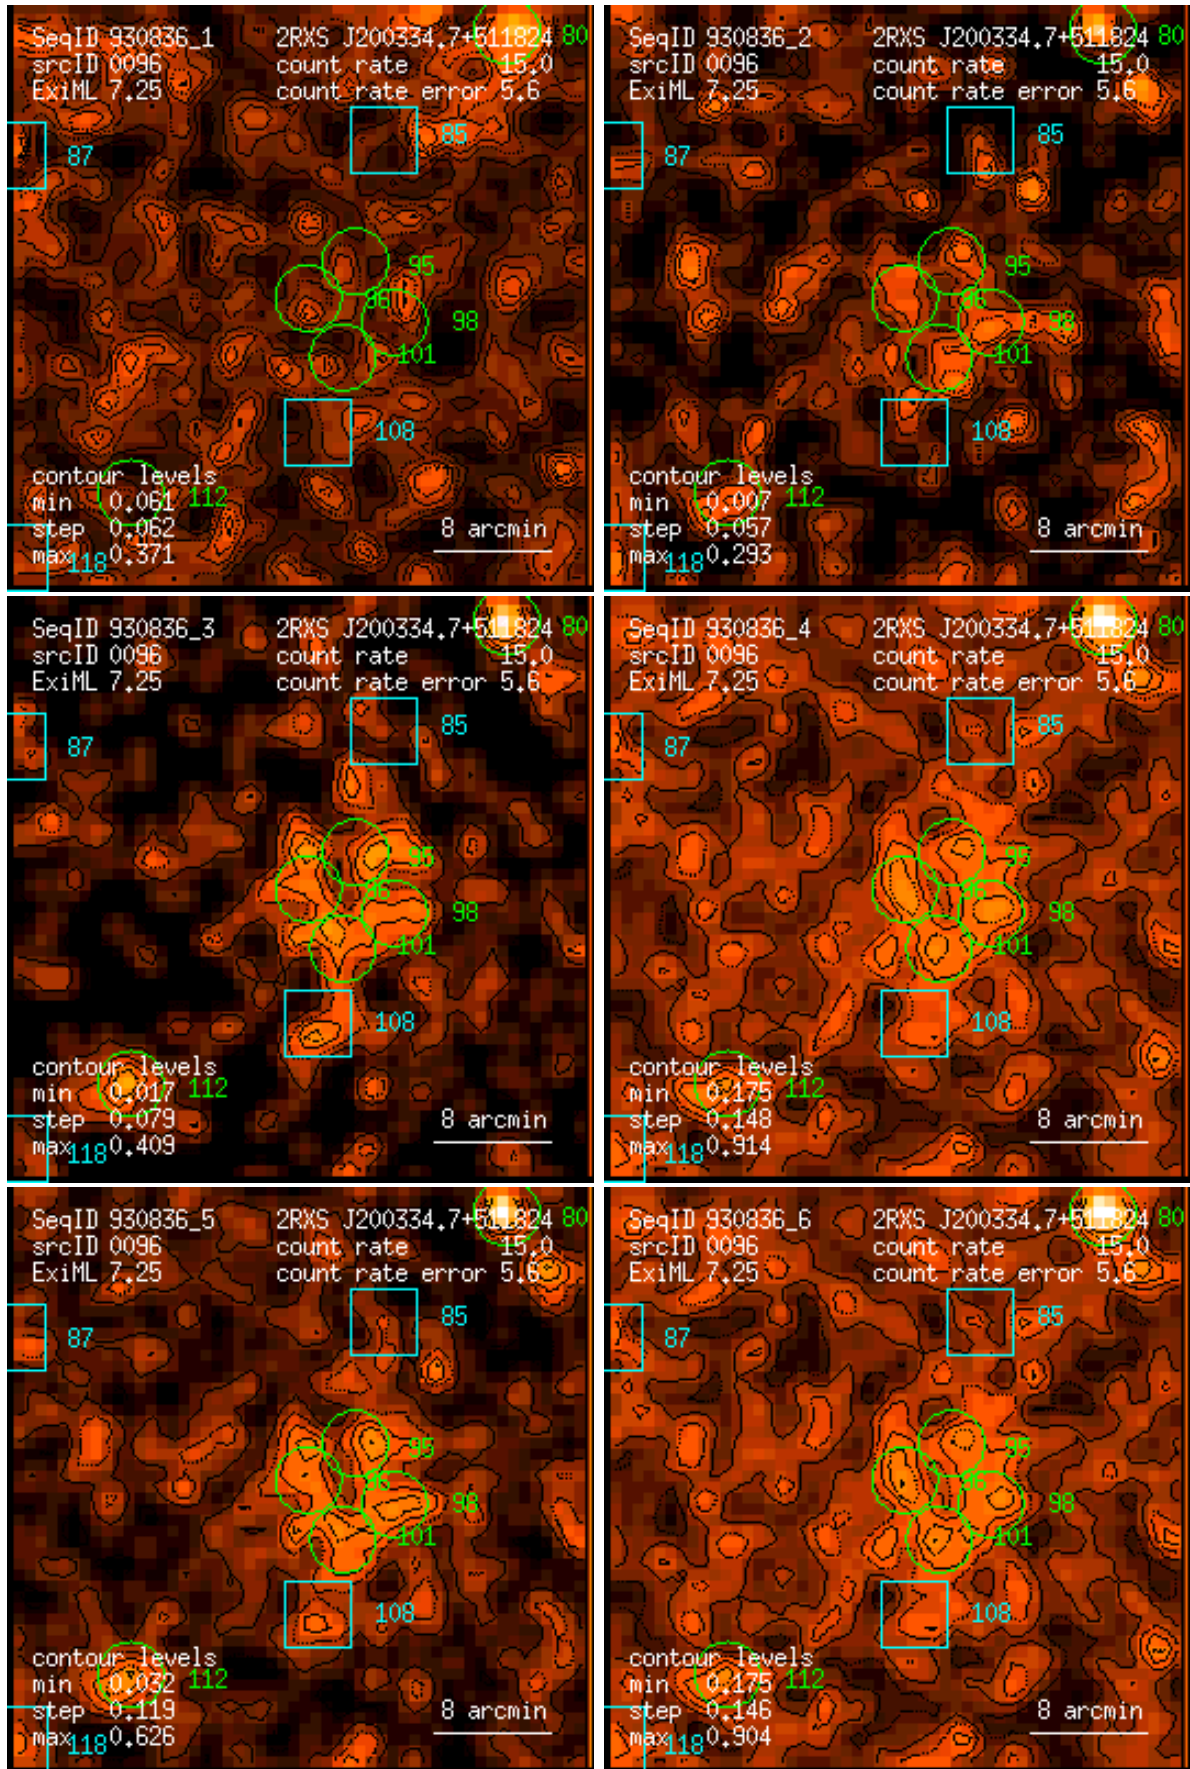 SeqID 930836_1 2RXS J200334.7+511824 80
srcID 0096 count rate 15.0
ExiML 7.25 count rate error 5.6
85
87
95
96
98
101
108
contour levels
min 0.061 112
step 0.062 8 arcmin
max 0.371
118
SeqID 930836_2 2RXS J200334.7+511824 80
srcID 0096 count rate 15.0
ExiML 7.25 count rate error 5.6
85
87
95
96
98
101
108
contour levels
min 0.007 112
step 0.057 8 arcmin
max 0.293
118
SeqID 930836_3 2RXS J200334.7+511824 80
srcID 0096 count rate 15.0
ExiML 7.25 count rate error 5.6
85
87
95
96
98
101
108
contour levels
min 0.017 112
step 0.079 8 arcmin
max 0.409
118
SeqID 930836_4 2RXS J200334.7+511824 80
srcID 0096 count rate 15.0
ExiML 7.25 count rate error 5.6
85
87
95
96
98
101
108
contour levels
min 0.175 112
step 0.148 8 arcmin
max 0.914
118
SeqID 930836_5 2RXS J200334.7+511824 80
srcID 0096 count rate 15.0
ExiML 7.25 count rate error 5.6
85
87
95
96
98
101
108
contour levels
min 0.032 112
step 0.119 8 arcmin
max 0.626
118
SeqID 930836_6 2RXS J200334.7+511824 80
srcID 0096 count rate 15.0
ExiML 7.25 count rate error 5.6
85
87
95
96
98
101
108
contour levels
min 0.175 112
step 0.146 8 arcmin
max 0.904
118